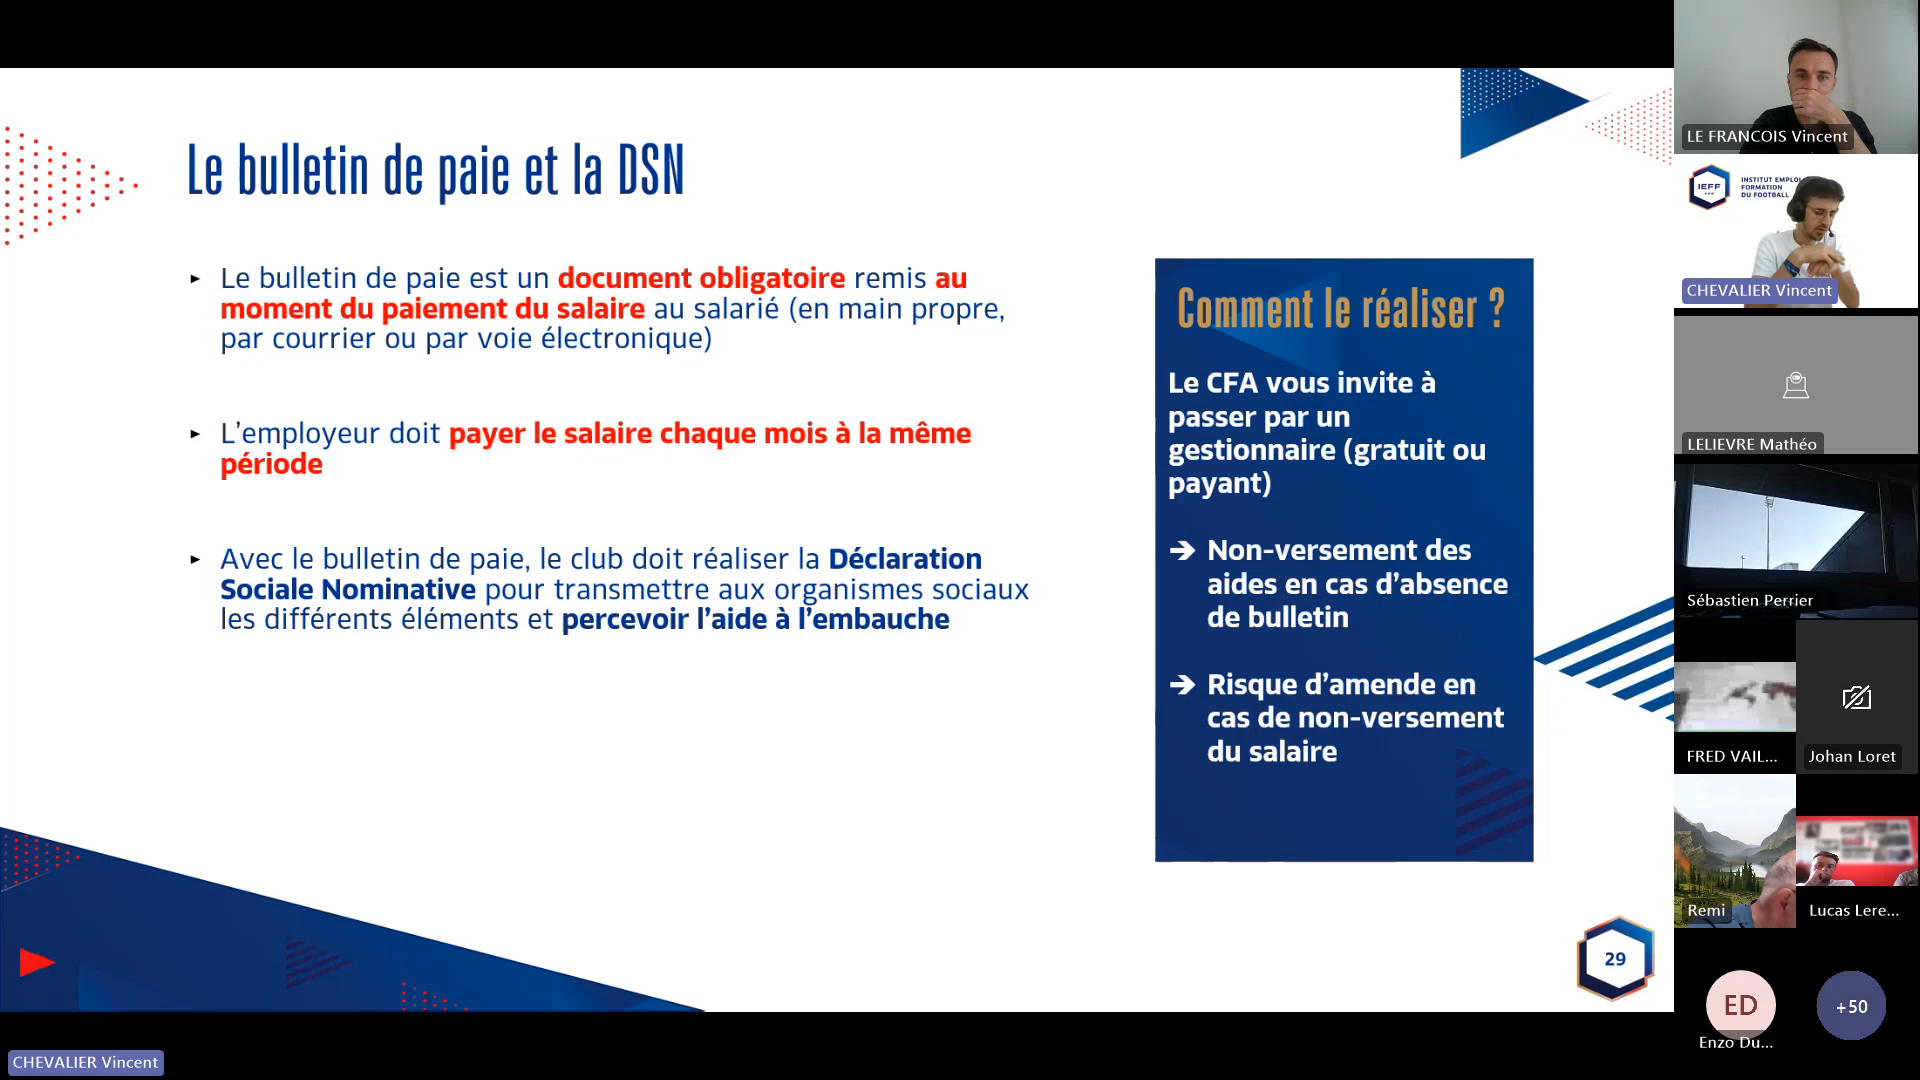 Le bulletin de paie et la DSN
Le bulletin de paie est un document obligatoire remis au
moment du paiement du salaire au salarié (en main propre,
par courrier ou par voie électronique)
L'employeur doit payer le salaire chaque mois à la même
période
Avec le bulletin de paie, le club doit réaliser la Déclaration
Sociale Nominative pour transmettre aux organismes sociaux
les différents éléments et percevoir l'aide à l'embauche
Comment le réaliser ?
Le CFA vous invite à
passer par un
gestionnaire (gratuit ou
payant)
➔ Non-versement des
aides en cas d'absence
de bulletin
➔ Risque d'amende en
cas de non-versement
du salaire
29
CHEVALIER Vincent
LE FRANCOIS Vincent
IEFF
INSTITUT EMPLOI
FORMATION
DU FOOTBALL
CHEVALIER Vincent
LELIEVRE Mathéo
Sébastien Perrier
FRED VAIL...
Johan Loret
Remi
Lucas Lere...
ED
Enzo Du...
+50